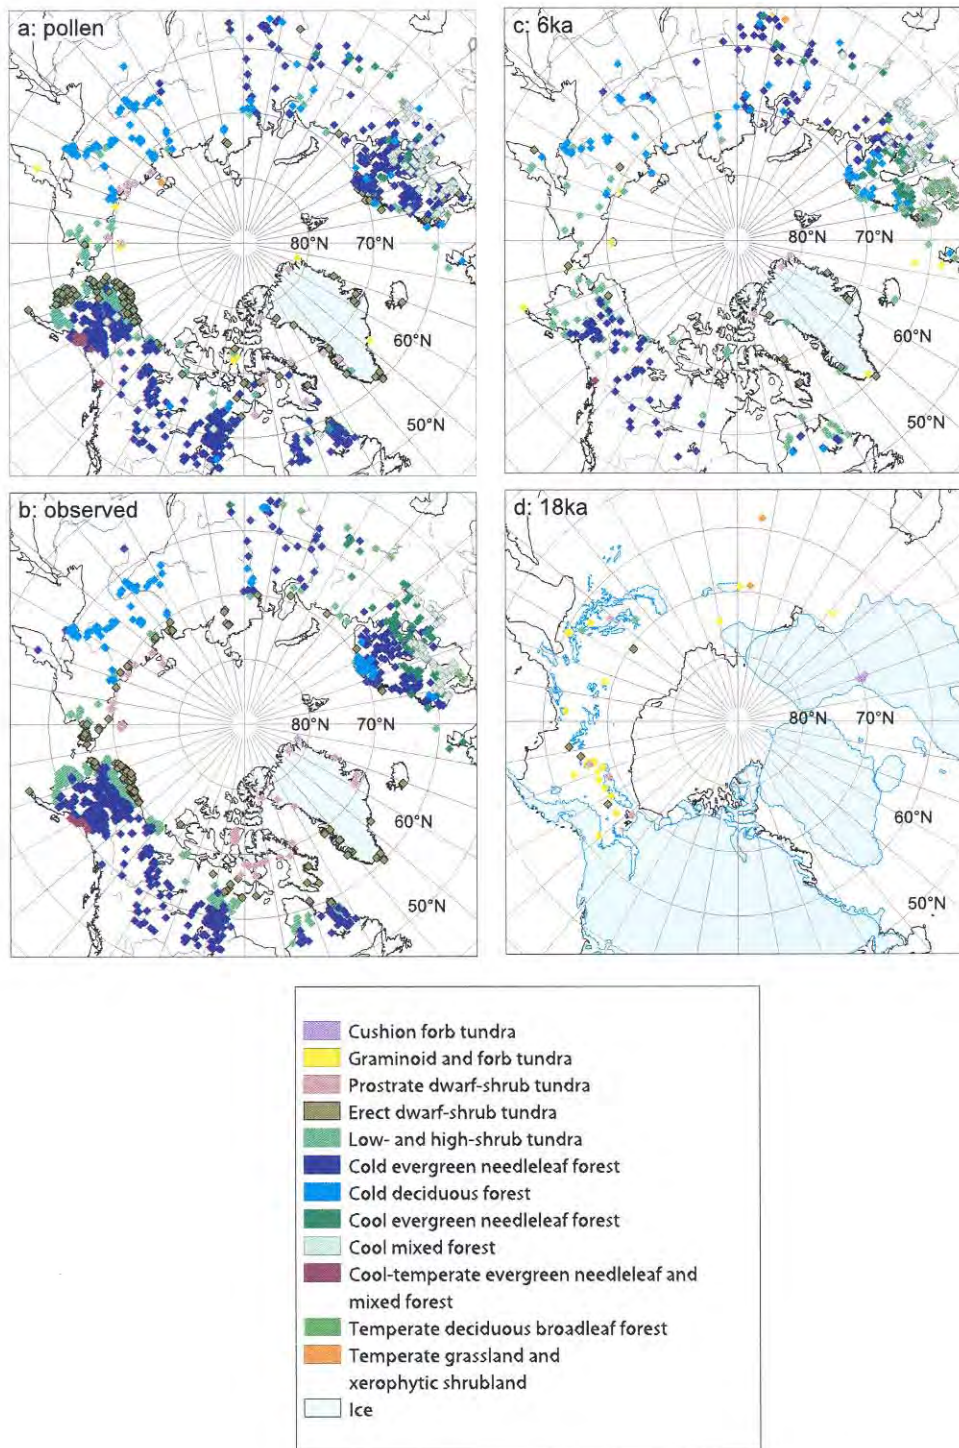 a: pollen
80°N 70°N
60°N
50°N
c: 6ka
80°N 70°N
60°N
50°N
b: observed
80°N 70°N
60°N
50°N
d: 18ka
80°N 70°N
60°N
50°N
Cushion forb tundra
Graminoid and forb tundra
Prostrate dwarf-shrub tundra
Erect dwarf-shrub tundra
Low- and high-shrub tundra
Cold evergreen needleleaf forest
Cold deciduous forest
Cool evergreen needleleaf forest
Cool mixed forest
Cool-temperate evergreen needleleaf and
mixed forest
Temperate deciduous broadleaf forest
Temperate grassland and
xerophytic shrubland
Ice